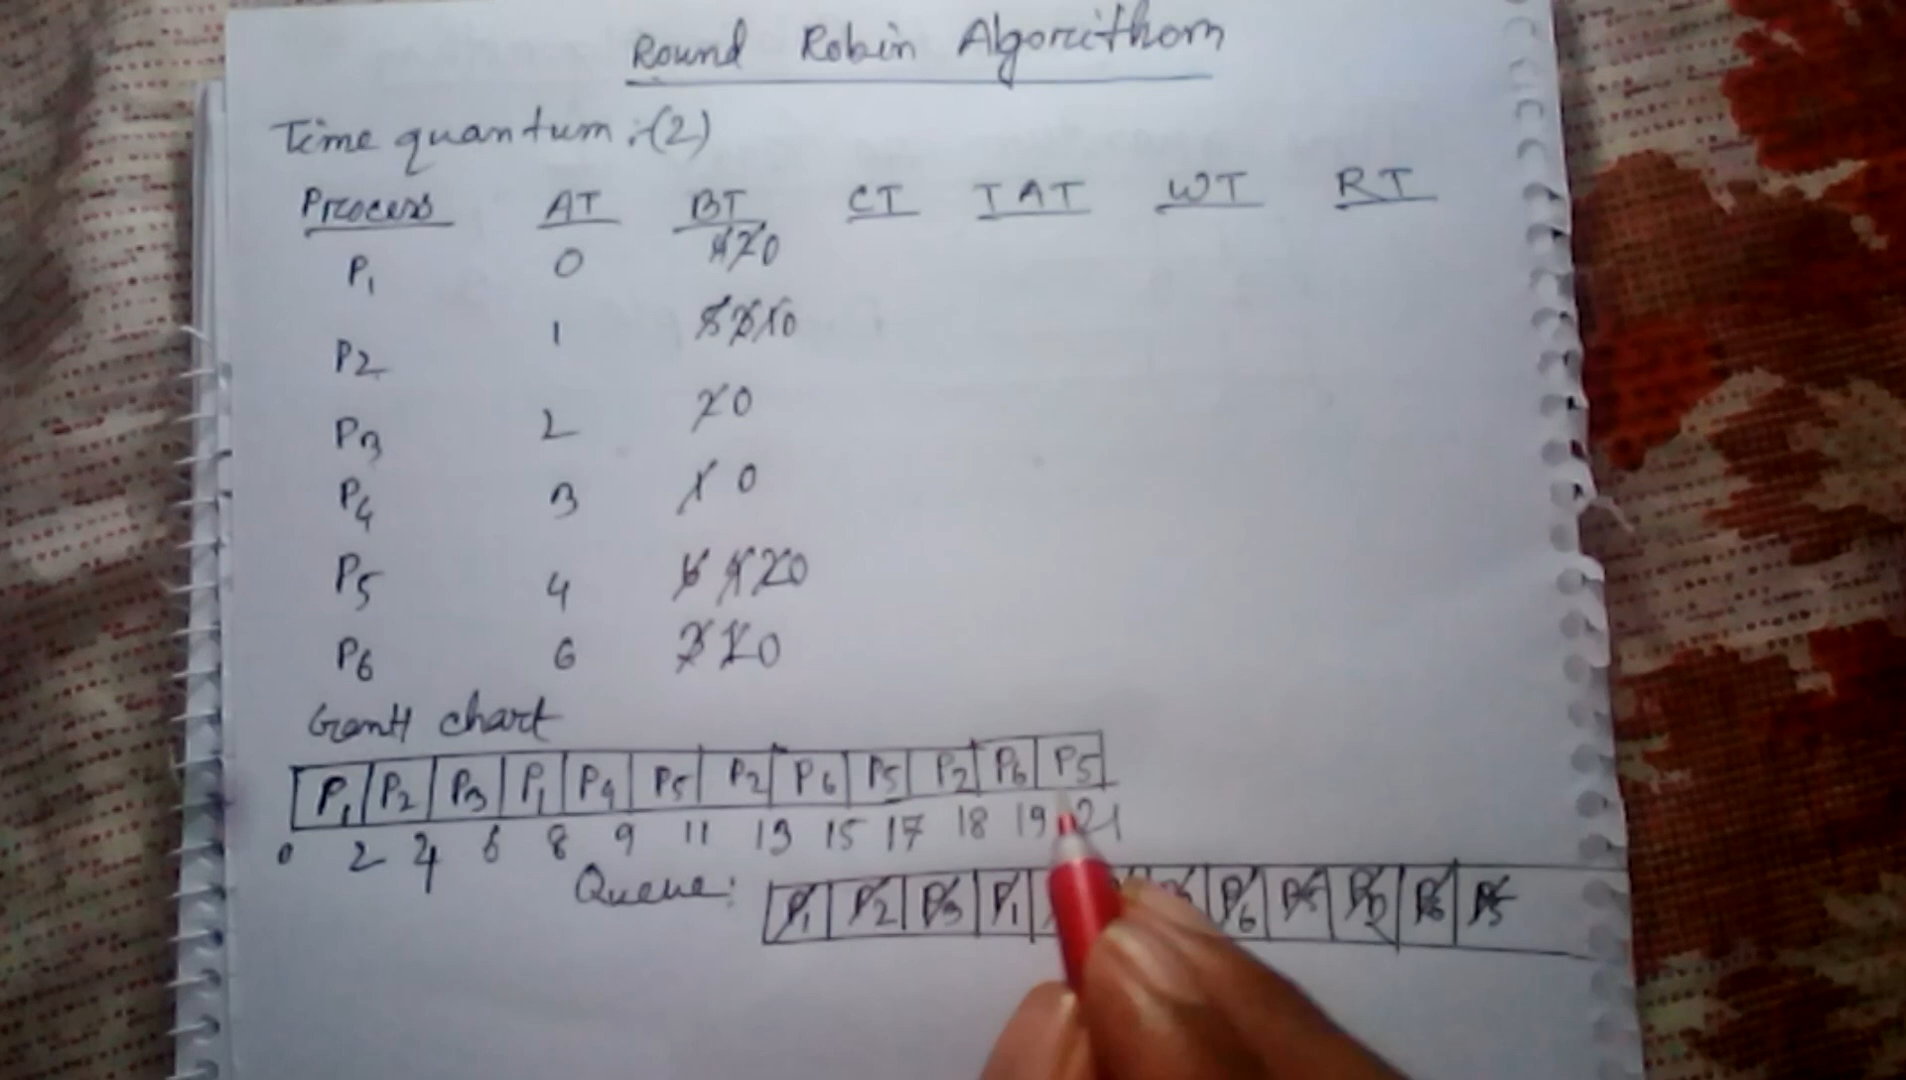 Round Robin Algorithom
Time quantum:-(2)
Process AT BT CT TAT WT RT
P1 0 4 2 0
P2 1 5 3 1 0
P3 2 2 0
P4 3 1 0
P5 4 6 4 2 0
P6 6 3 1 0
Gantt chart
P1 P2 P3 P1 P4 P5 P2 P6 P5 P2 P6 P5
0 2 4 6 8 9 11 13 15 17 18 19 21
Queue: P1 P2 P3 P1 P6 P5 P2 P6 P5